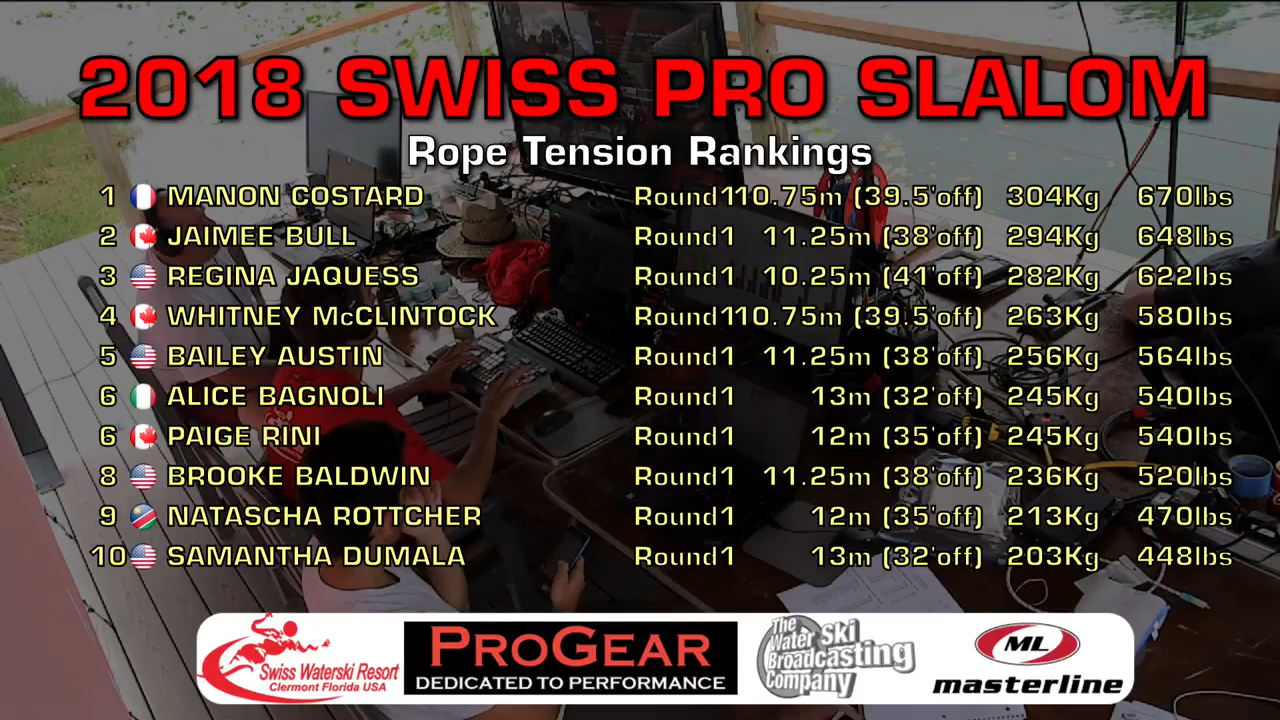 2018 SWISS PRO SLALOM
Rope Tension Rankings
1 MANON COSTARD Round1 10.75m (39.5'off) 304Kg 670lbs
2 JAIMEE BULL Round1 11.25m (38'off) 294Kg 648lbs
3 REGINA JAQUESS Round1 10.25m (41'off) 282Kg 622lbs
4 WHITNEY McCLINTOCK Round1 10.75m (39.5'off) 263Kg 580lbs
5 BAILEY AUSTIN Round1 11.25m (38'off) 256Kg 564lbs
6 ALICE BAGNOLI Round1 13m (32'off) 245Kg 540lbs
6 PAIGE RINI Round1 12m (35'off) 245Kg 540lbs
8 BROOKE BALDWIN Round1 11.25m (38'off) 236Kg 520lbs
9 NATASCHA ROTTCHER Round1 12m (35'off) 213Kg 470lbs
10 SAMANTHA DUMALA Round1 13m (32'off) 203Kg 448lbs
Swiss Waterski Resort
Clermont Florida USA
PROGEAR
DEDICATED TO PERFORMANCE
The Water Ski Broadcasting Company
ML
masterline